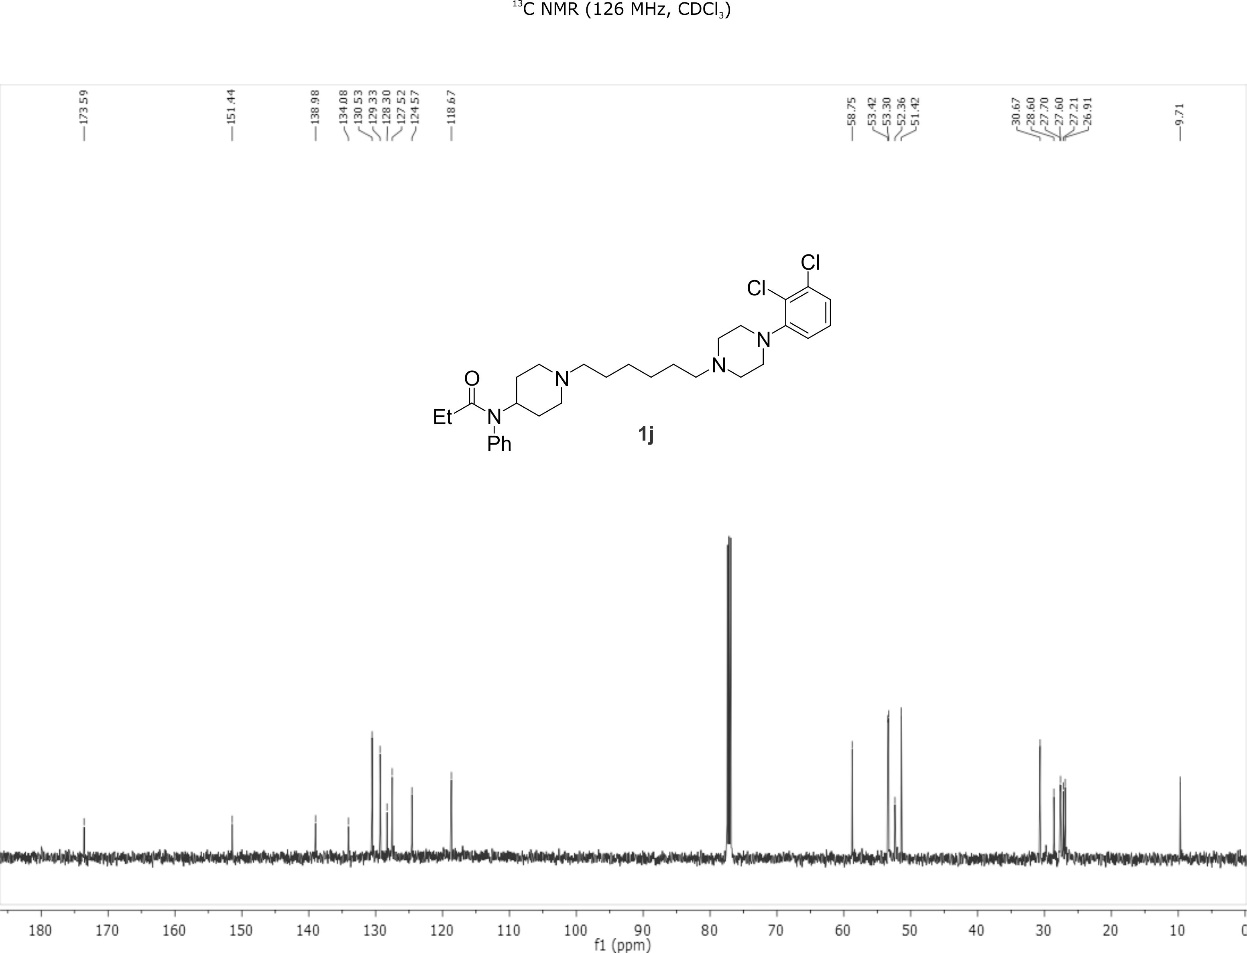 ¹³C NMR (126 MHz, CDCl₃)
173.59
151.44
138.98
134.08
130.53
129.33
128.30
127.52
124.57
118.67
58.75
53.42
53.30
52.36
51.42
30.67
28.60
27.70
27.60
27.21
26.91
9.71
Cl
Cl
N
N
N
O
Et
N
Ph
1j
180 170 160 150 140 130 120 110 100 90 80 70 60 50 40 30 20 10 0
f1 (ppm)